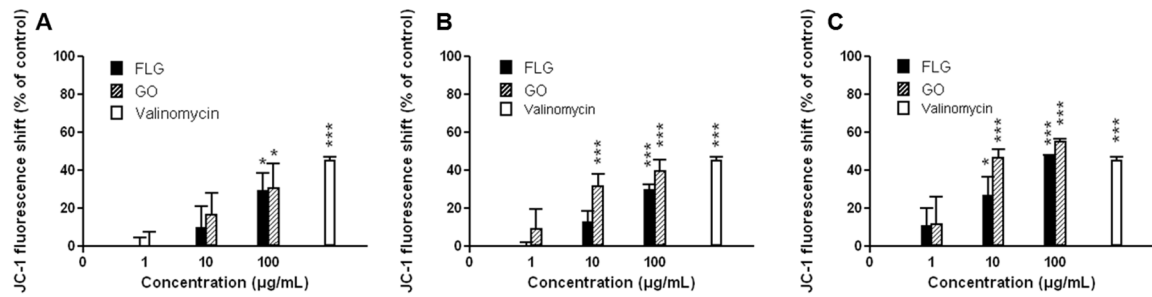 A
JC-1 fluorescence shift (% of control)
100
80
60
40
20
0
FLG
GO
Valinomycin
*
*
***
0
1
10
100
Concentration (µg/mL)
B
JC-1 fluorescence shift (% of control)
100
80
60
40
20
0
FLG
GO
Valinomycin
***
***
***
***
0
1
10
100
Concentration (µg/mL)
C
JC-1 fluorescence shift (% of control)
100
80
60
40
20
0
FLG
GO
Valinomycin
*
***
***
***
***
0
1
10
100
Concentration (µg/mL)